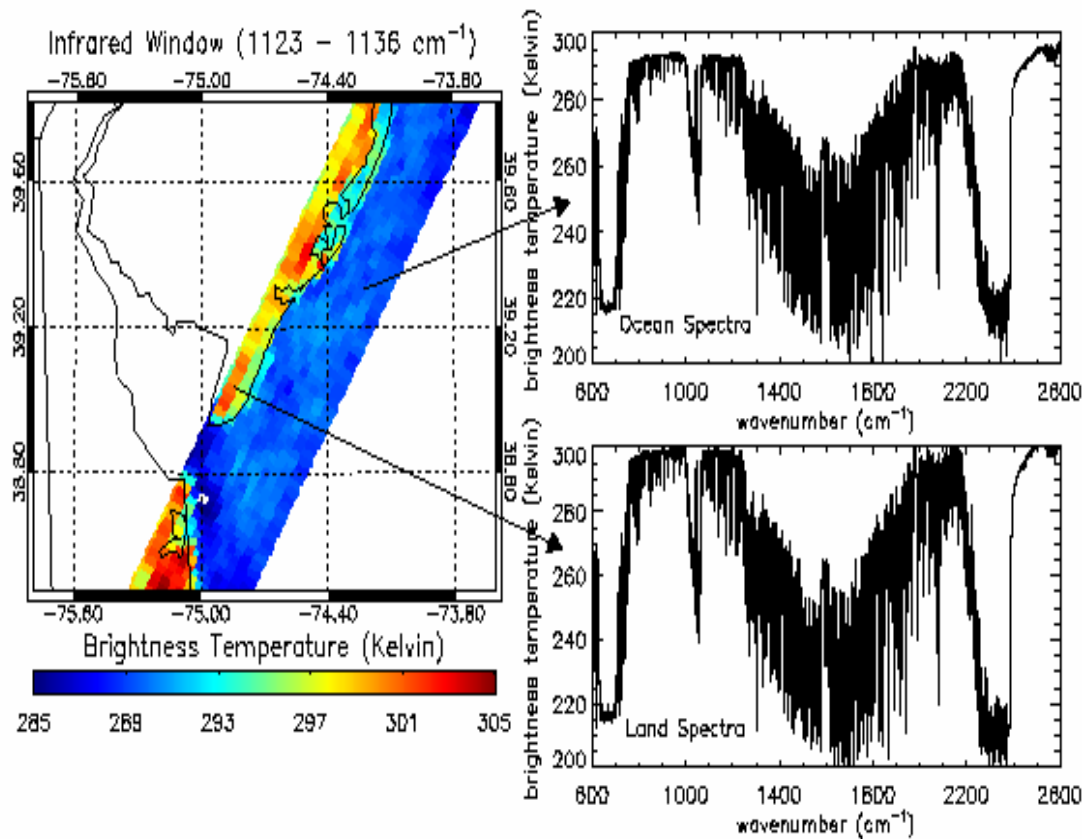 Infrared Window (1123 – 1136 cm⁻¹)
−75.60 −75.00 −74.40 −73.80
39.60
39.20
38.80
39.60
39.20
38.80
−75.60 −75.00 −74.40 −73.80
Brightness Temperature (Kelvin)
285 289 293 297 301 305
brightness temperature (Kelvin)
300
280
260
240
220
200
Ocean Spectra
600 1000 1400 1800 2200 2600
wavenumber (cm⁻¹)
brightness temperature (Kelvin)
300
280
260
240
220
200
Land Spectra
600 1000 1400 1800 2200 2600
wavenumber (cm⁻¹)